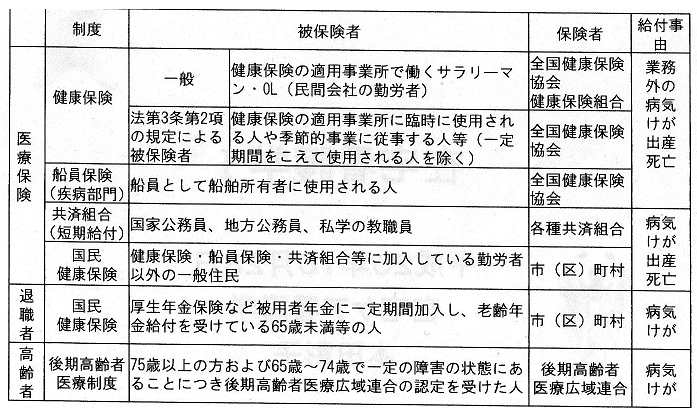 制度
被保険者
保険者
給付事
由
医療保険
健康保険
一般
健康保険の適用事業所で働くサラリーマ
ン・OL（民間会社の勤労者）
全国健康保険
協会
健康保険組合
業務
外の
病気
けが
出産
死亡
法第3条第2項
の規定による
被保険者
健康保険の適用事業所に臨時に使用され
る人や季節的事業に従事する人等（一定
期間をこえて使用される人を除く）
全国健康保険
協会
船員保険
（疾病部門）
船員として船舶所有者に使用される人
全国健康保険
協会
共済組合
（短期給付）
国家公務員、地方公務員、私学の教職員
各種共済組合
病気
けが
出産
死亡
国民
健康保険
健康保険・船員保険・共済組合等に加入している勤労者
以外の一般住民
市（区）町村
退職者
国民
健康保険
厚生年金保険など被用者年金に一定期間加入し、老齢年
金給付を受けている65歳未満等の人
市（区）町村
病気
けが
高齢者
後期高齢者
医療制度
75歳以上の方および65歳～74歳で一定の障害の状態にあ
ることにつき後期高齢者医療広域連合の認定を受けた人
後期高齢者
医療広域連合
病気
けが